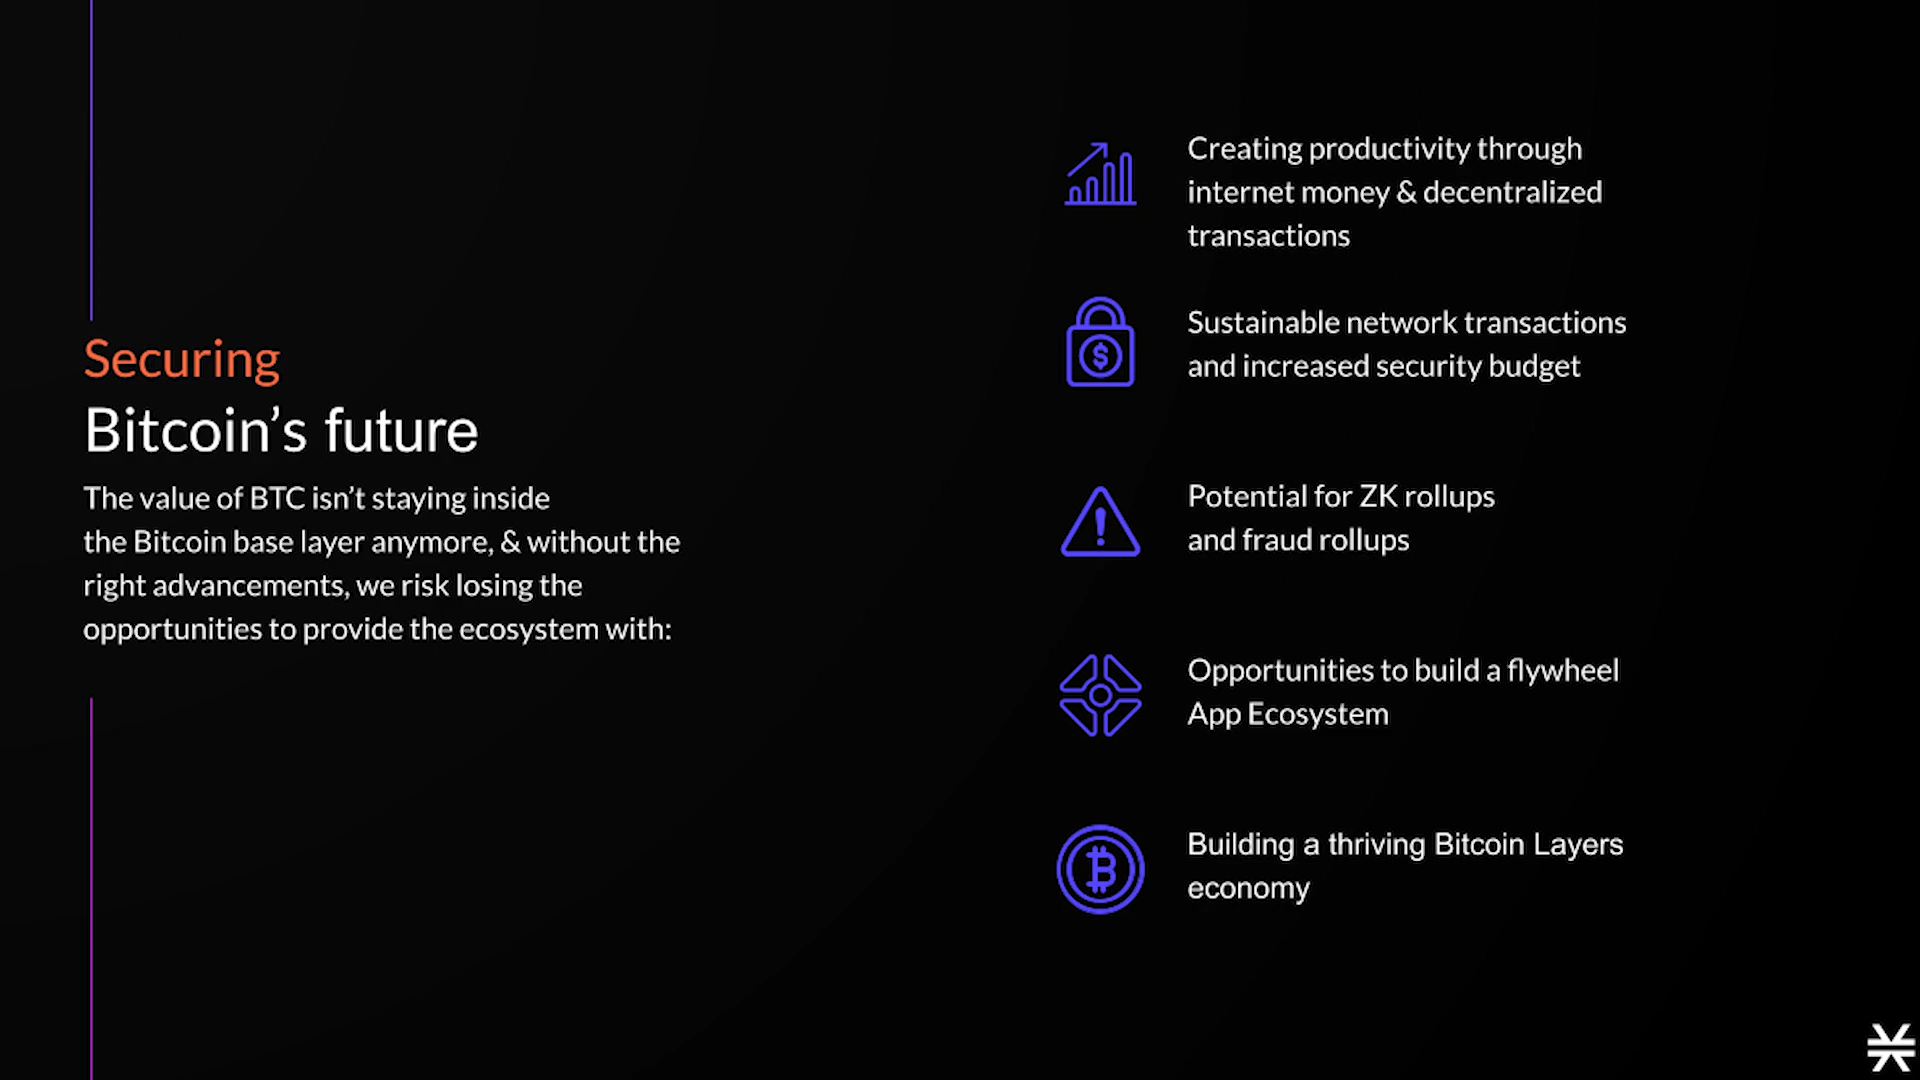 Securing
Bitcoin’s future
The value of BTC isn’t staying inside
the Bitcoin base layer anymore, & without the
right advancements, we risk losing the
opportunities to provide the ecosystem with:
Creating productivity through
internet money & decentralized
transactions
Sustainable network transactions
and increased security budget
Potential for ZK rollups
and fraud rollups
Opportunities to build a flywheel
App Ecosystem
Building a thriving Bitcoin Layers
economy